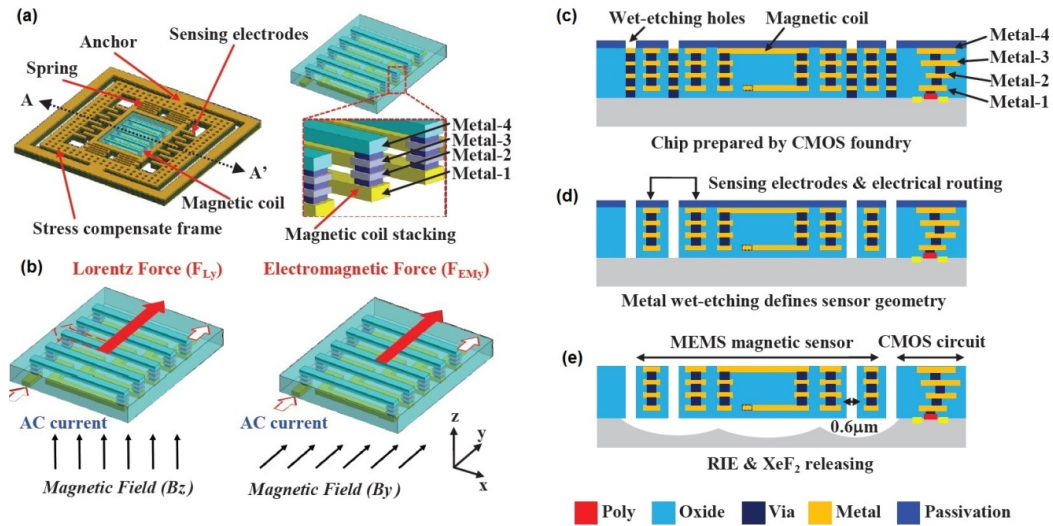 (a)
Anchor
Sensing electrodes
Spring
A
A'
Magnetic coil
Stress compensate frame
Metal-4
Metal-3
Metal-2
Metal-1
Magnetic coil stacking
(b)
Lorentz Force (FLy)
Electromagnetic Force (FEMy)
AC current
AC current
Magnetic Field (Bz)
Magnetic Field (By)
z
y
x
(c)
Wet-etching holes
Magnetic coil
Metal-4
Metal-3
Metal-2
Metal-1
Chip prepared by CMOS foundry
(d)
Sensing electrodes & electrical routing
Metal wet-etching defines sensor geometry
(e)
MEMS magnetic sensor
CMOS circuit
0.6μm
RIE & XeF2 releasing
Poly
Oxide
Via
Metal
Passivation